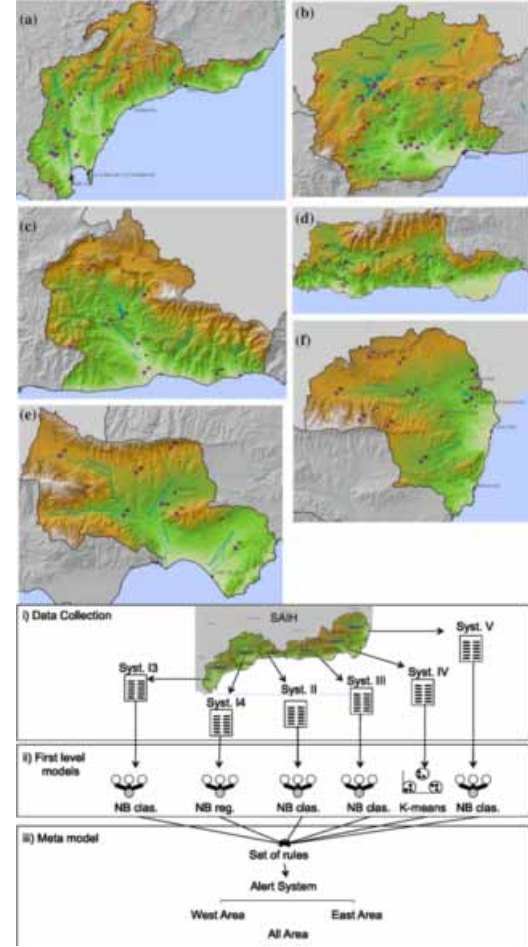 (a)
(b)
(c)
(d)
(e)
(f)
i) Data Collection
SAIH
Syst. V
Syst. I3
Syst. I4
Syst. II
Syst. III
Syst. IV
ii) First level
models
NB clas.
NB reg.
NB clas.
NB clas.
K-means
NB clas.
iii) Meta model
Set of rules
Alert System
West Area
East Area
All Area